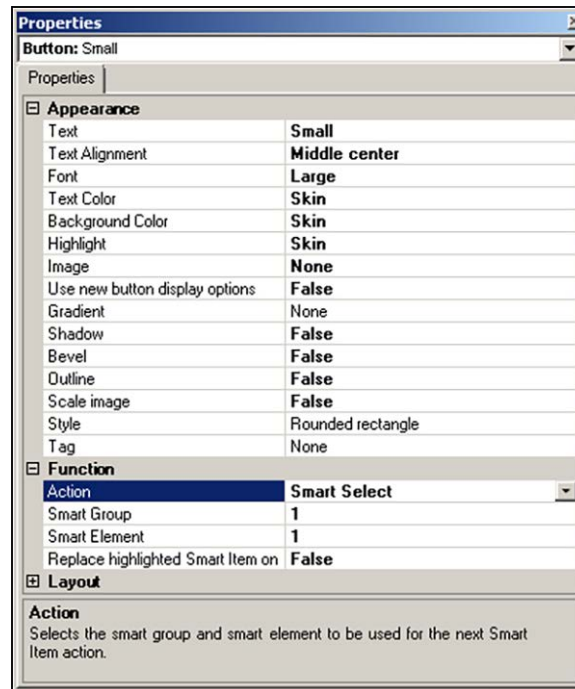 Properties
Button: Small
Properties
Appearance
Text Small
Text Alignment Middle center
Font Large
Text Color Skin
Background Color Skin
Highlight Skin
Image None
Use new button display options False
Gradient None
Shadow False
Bevel False
Outline False
Scale image False
Style Rounded rectangle
Tag None
Function
Action Smart Select
Smart Group 1
Smart Element 1
Replace highlighted Smart Item on False
Layout
Action
Selects the smart group and smart element to be used for the next Smart
Item action.